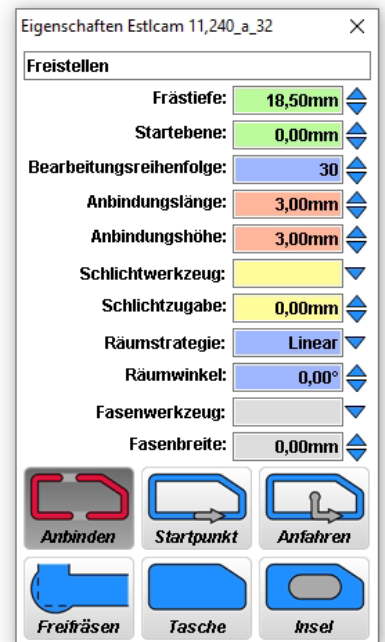 Eigenschaften Estlcam 11,240_a_32
Freistellen
Frästiefe: 18,50mm
Startebene: 0,00mm
Bearbeitungsreihenfolge: 30
Anbindungslänge: 3,00mm
Anbindungshöhe: 3,00mm
Schlichtwerkzeug:
Schlichtzugabe: 0,00mm
Räumstrategie: Linear
Räumwinkel: 0,00°
Fasenwerkzeug:
Fasenbreite: 0,00mm
Anbinden Startpunkt Anfahren
Freifräsen Tasche Insel